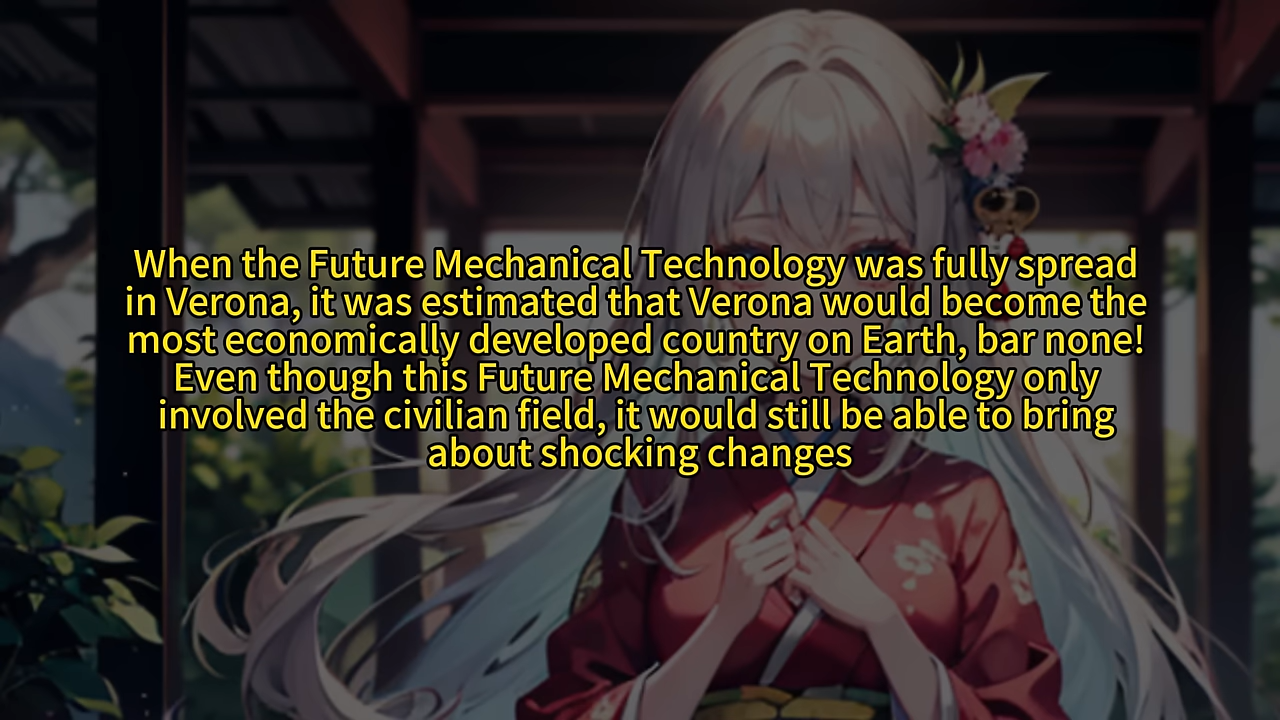 When the Future Mechanical Technology was fully spread
in Verona, it was estimated that Verona would become the
most economically developed country on Earth, bar none!
Even though this Future Mechanical Technology only
involved the civilian field, it would still be able to bring
about shocking changes